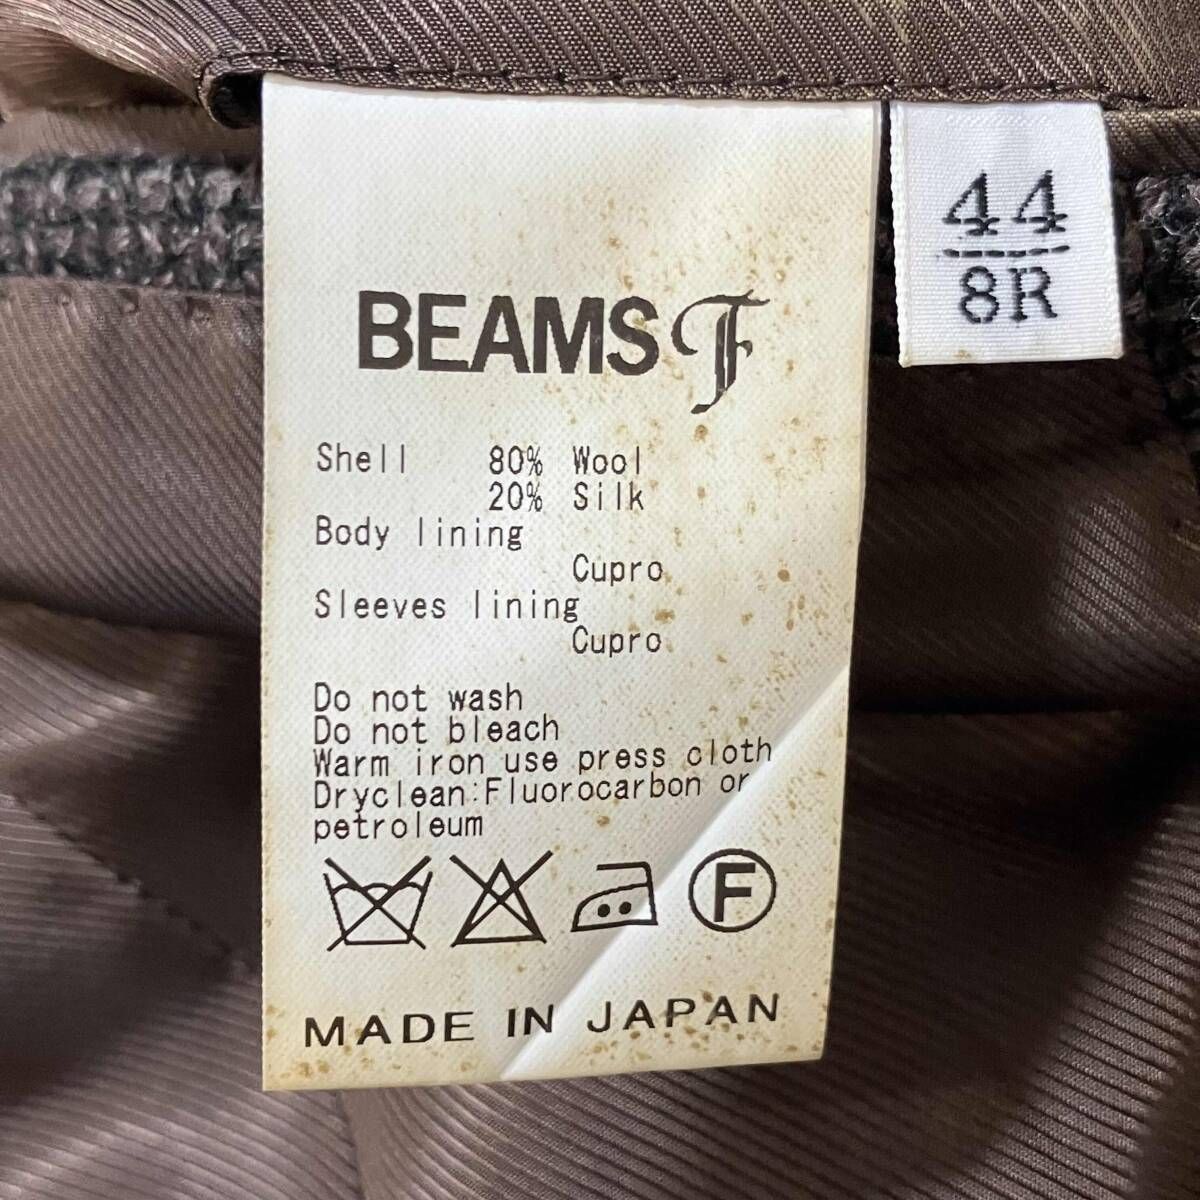 BEAMS F
Shell 80% Wool
20% Silk
Body lining
Cupro
Sleeves lining
Cupro
Do not wash
Do not bleach
Warm iron use press cloth
Dryclean:Fluorocarbon or
petroleum
F
MADE IN JAPAN
44
8R